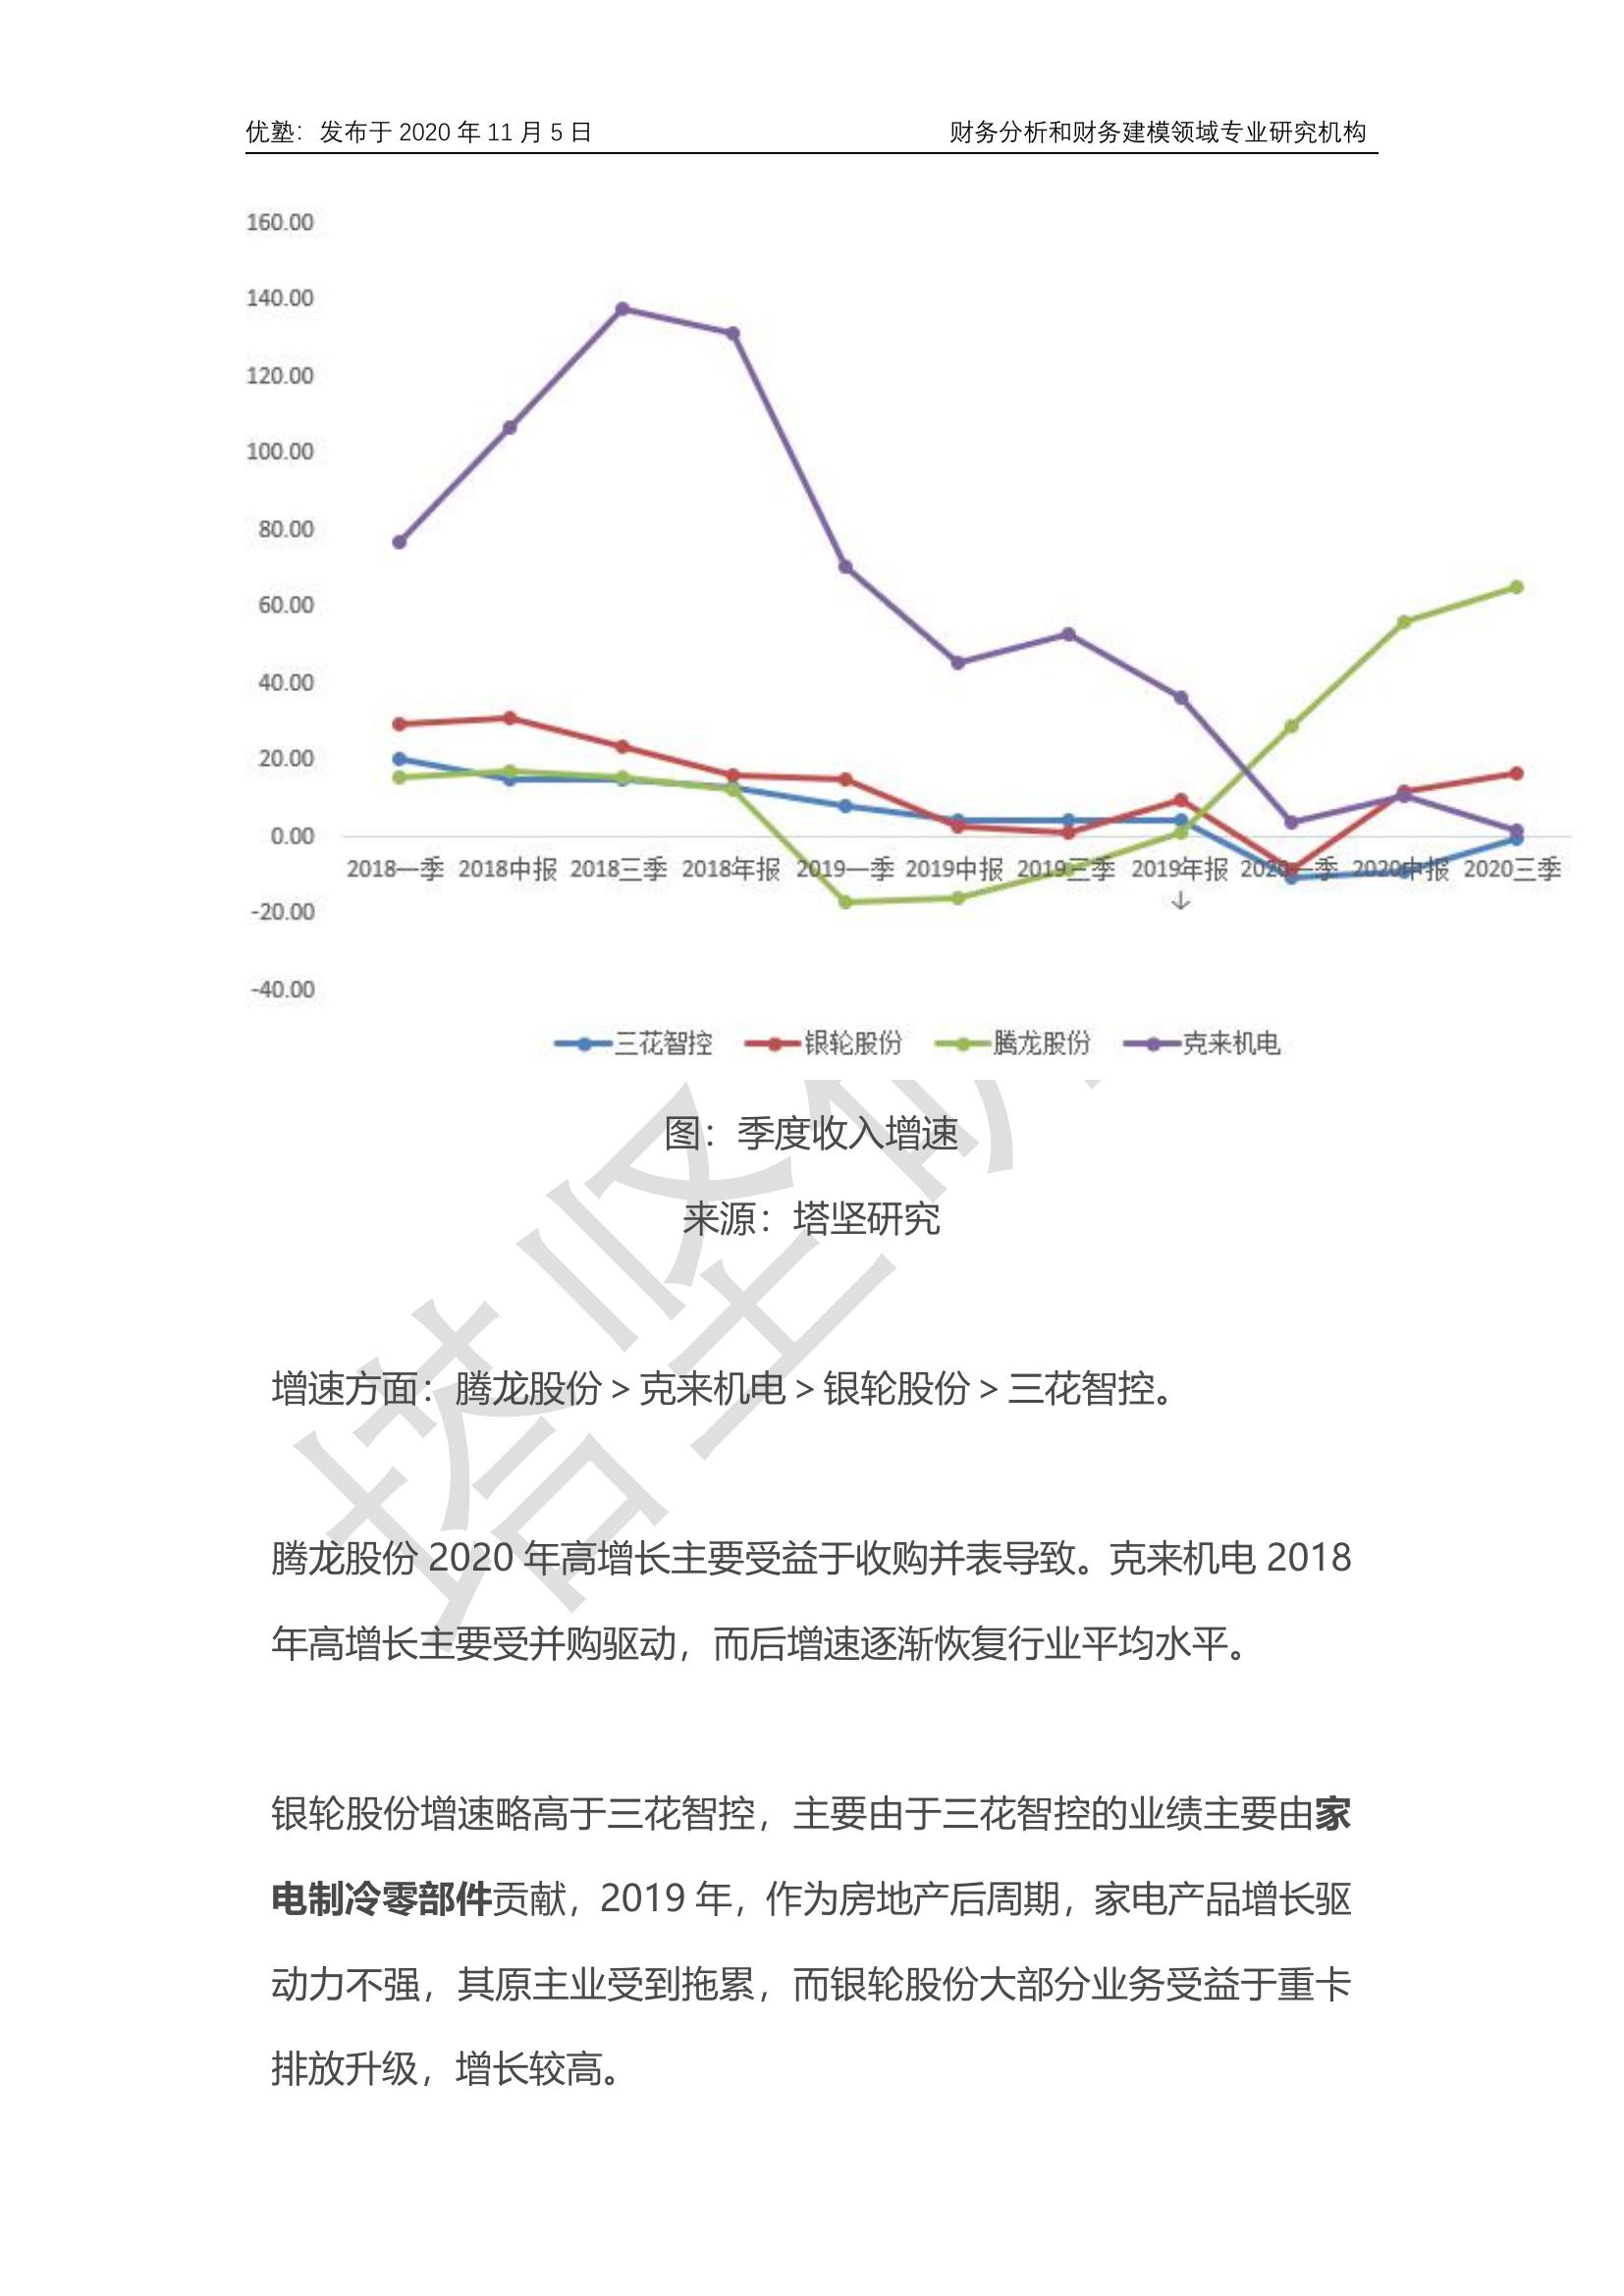 优塾：发布于 2020 年 11 月 5 日 财务分析和财务建模领域专业研究机构
160.00
140.00
120.00
100.00
80.00
60.00
40.00
20.00
0.00
-20.00
-40.00
2018一季 2018中报 2018三季 2018年报 2019一季 2019中报 2019三季 2019年报 2020一季 2020中报 2020三季
↓
三花智控 银轮股份 腾龙股份 克来机电
图：季度收入增速
来源：塔坚研究
增速方面：腾龙股份＞克来机电＞银轮股份＞三花智控。
腾龙股份 2020 年高增长主要受益于收购并表导致。克来机电 2018
年高增长主要受并购驱动，而后增速逐渐恢复行业平均水平。
银轮股份增速略高于三花智控，主要由于三花智控的业绩主要由家
电制冷零部件贡献，2019 年，作为房地产后周期，家电产品增长驱
动力不强，其原主业受到拖累，而银轮股份大部分业务受益于重卡
排放升级，增长较高。
塔坚